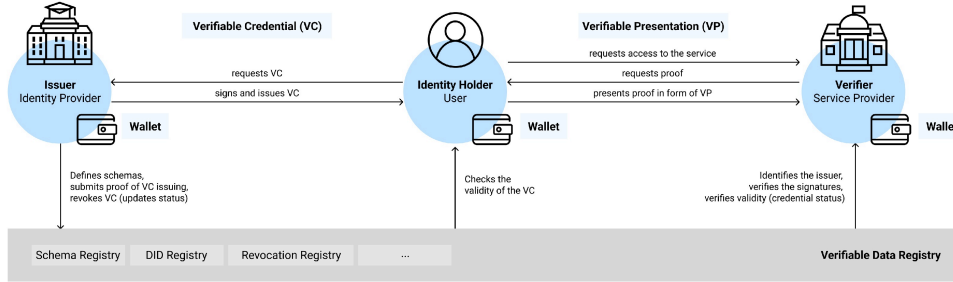 Verifiable Credential (VC)
Verifiable Presentation (VP)
requests access to the service
requests VC
requests proof
Issuer
Identity Provider
Identity Holder
User
Verifier
Service Provider
signs and issues VC
presents proof in form of VP
Wallet
Wallet
Walle
Defines schemas,
submits proof of VC issuing,
revokes VC (updates status)
Checks the
validity of the VC
Identifies the issuer,
verifies the signatures,
verifies validity (credential status)
Schema Registry
DID Registry
Revocation Registry
...
Verifiable Data Registry